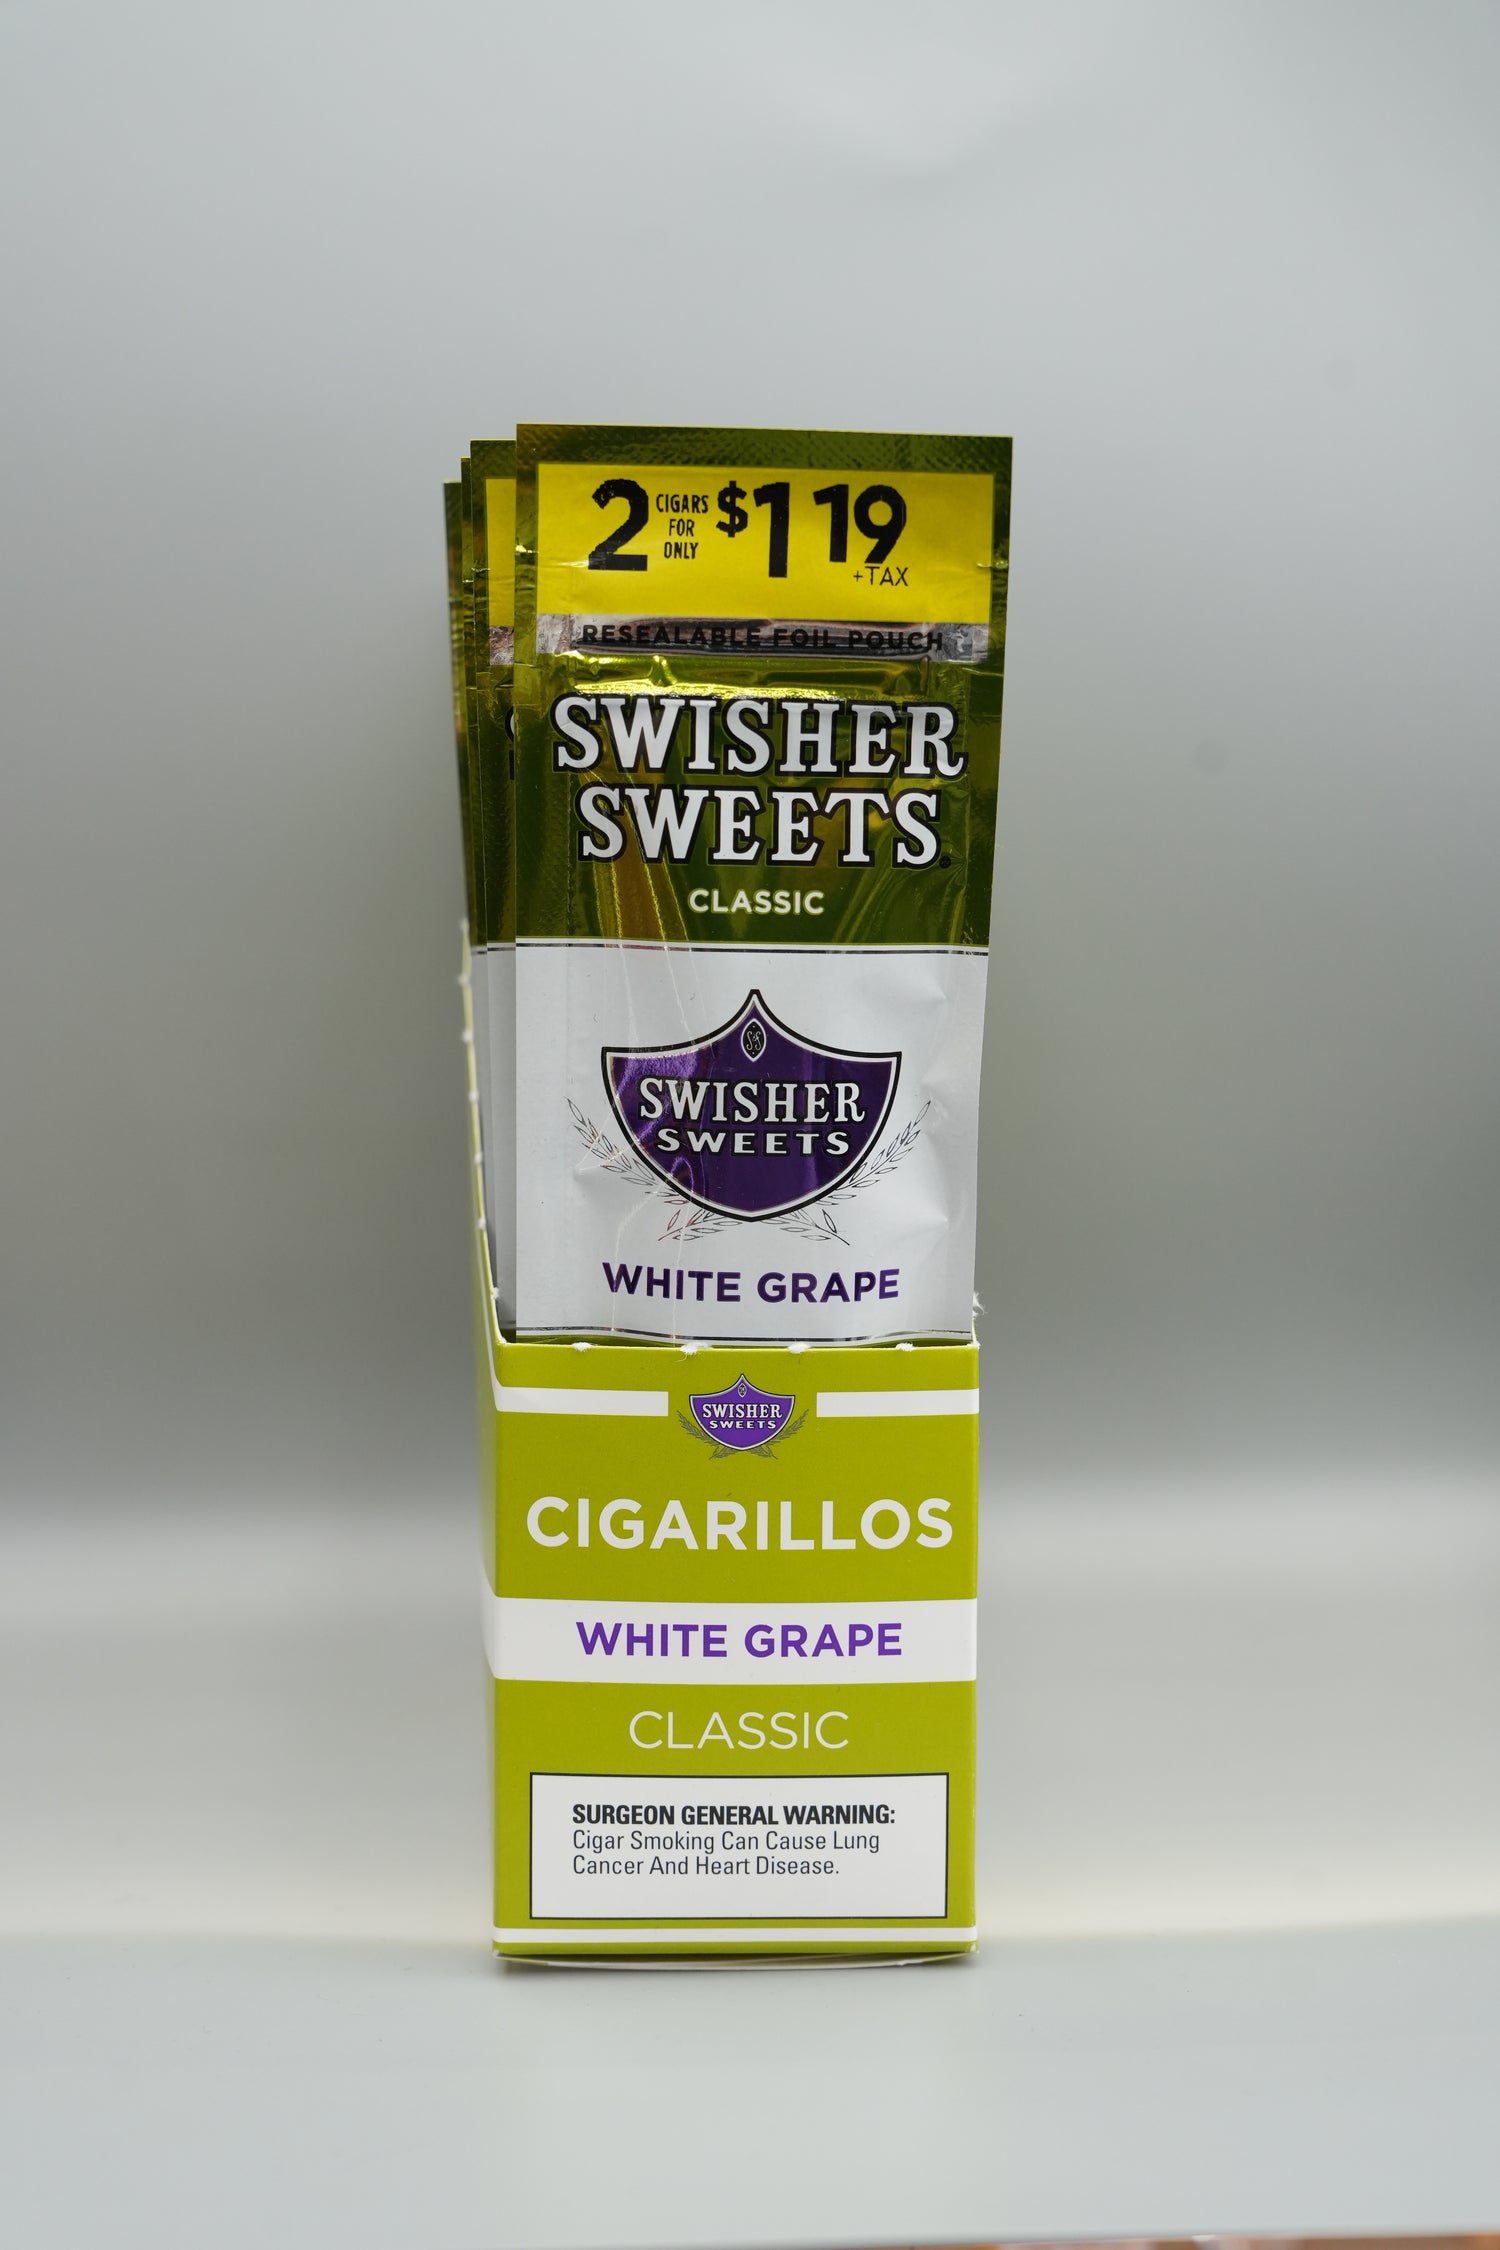 2 CIGARS FOR ONLY $1 19
+TAX
RESEALABLE FOIL POUCH
SWISHER
SWEETS
CLASSIC
SWISHER
SWEETS
WHITE GRAPE
SWISHER
SWEETS
CIGARILLOS
WHITE GRAPE
CLASSIC
SURGEON GENERAL WARNING:
Cigar Smoking Can Cause Lung
Cancer And Heart Disease.